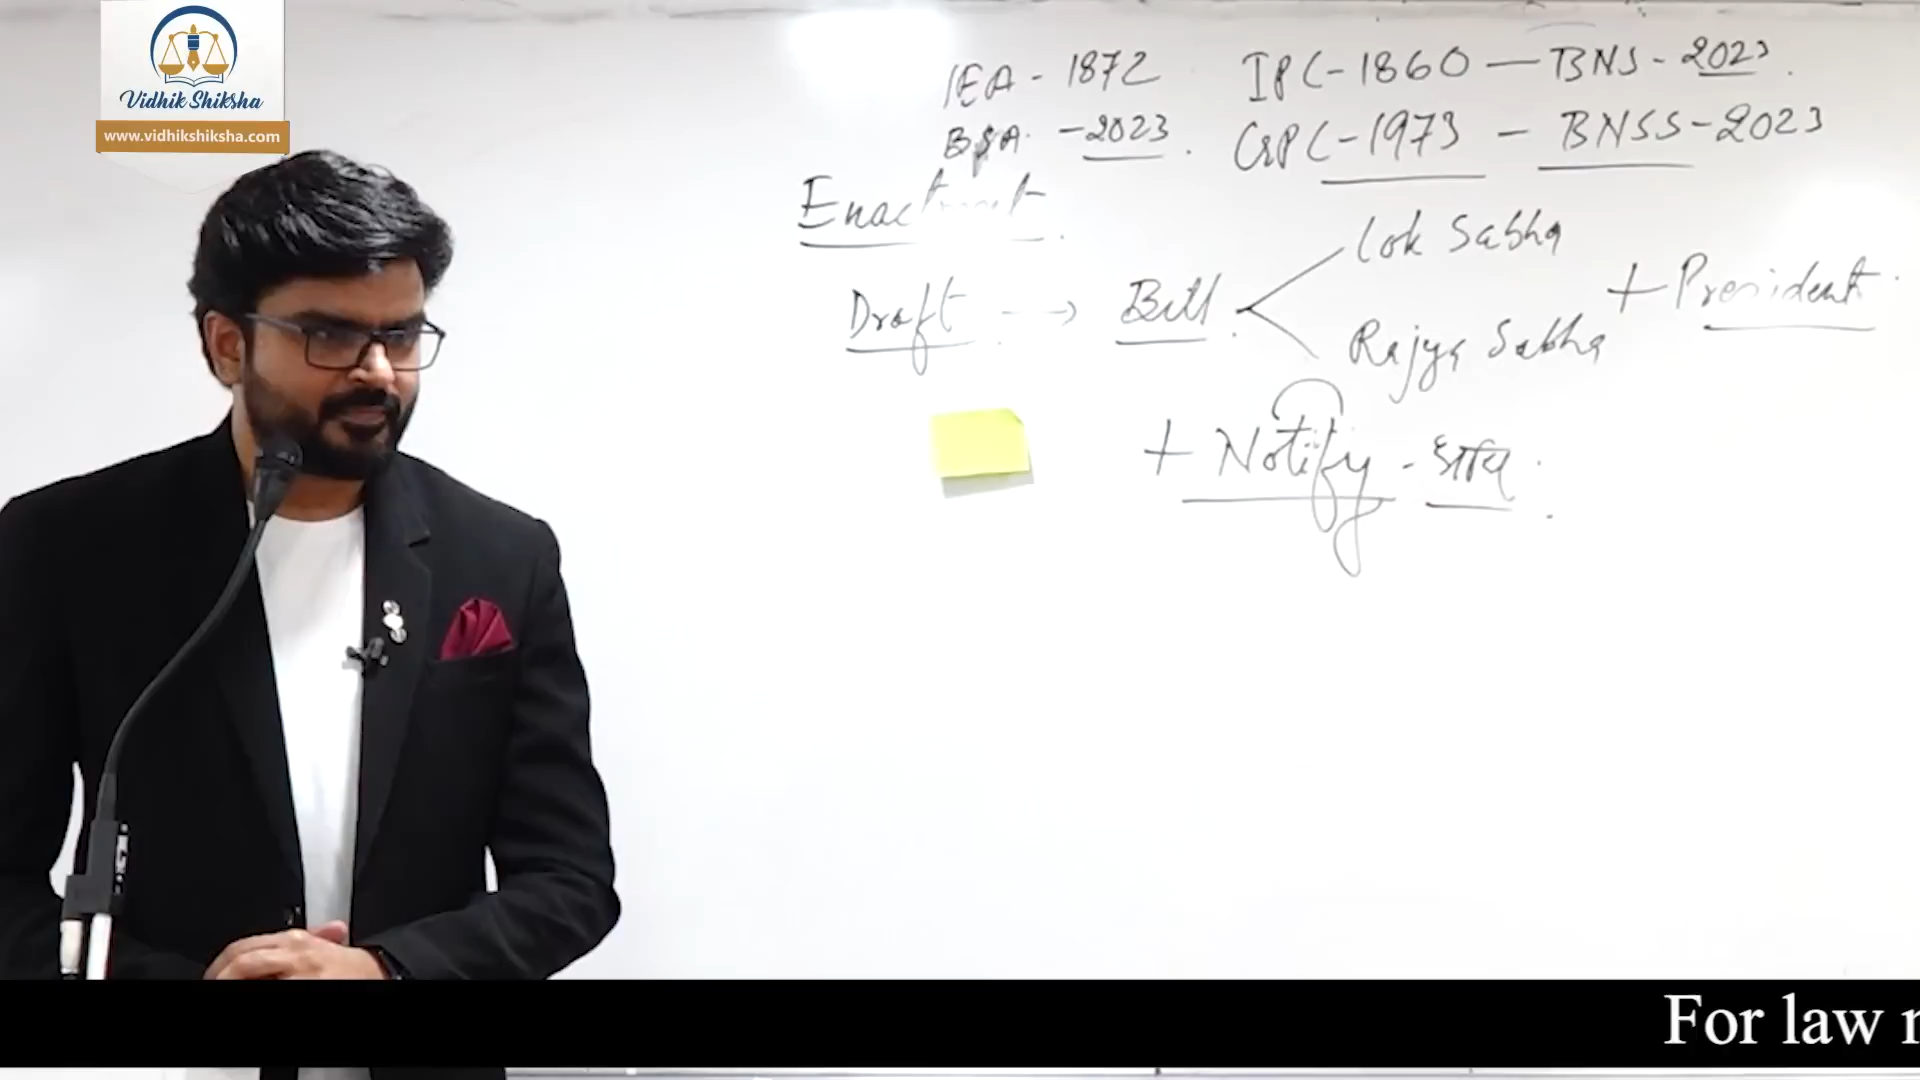 Vidhik Shiksha
www.vidhikshiksha.com
IEA - 1872 IPC - 1860 — BNS - 2023.
BSA. - 2023. CrPC - 1973 - BNSS - 2023
Enactment.
Lok Sabha
Draft → Bill. + President.
Rajya Sabha
+ Notify -
For law